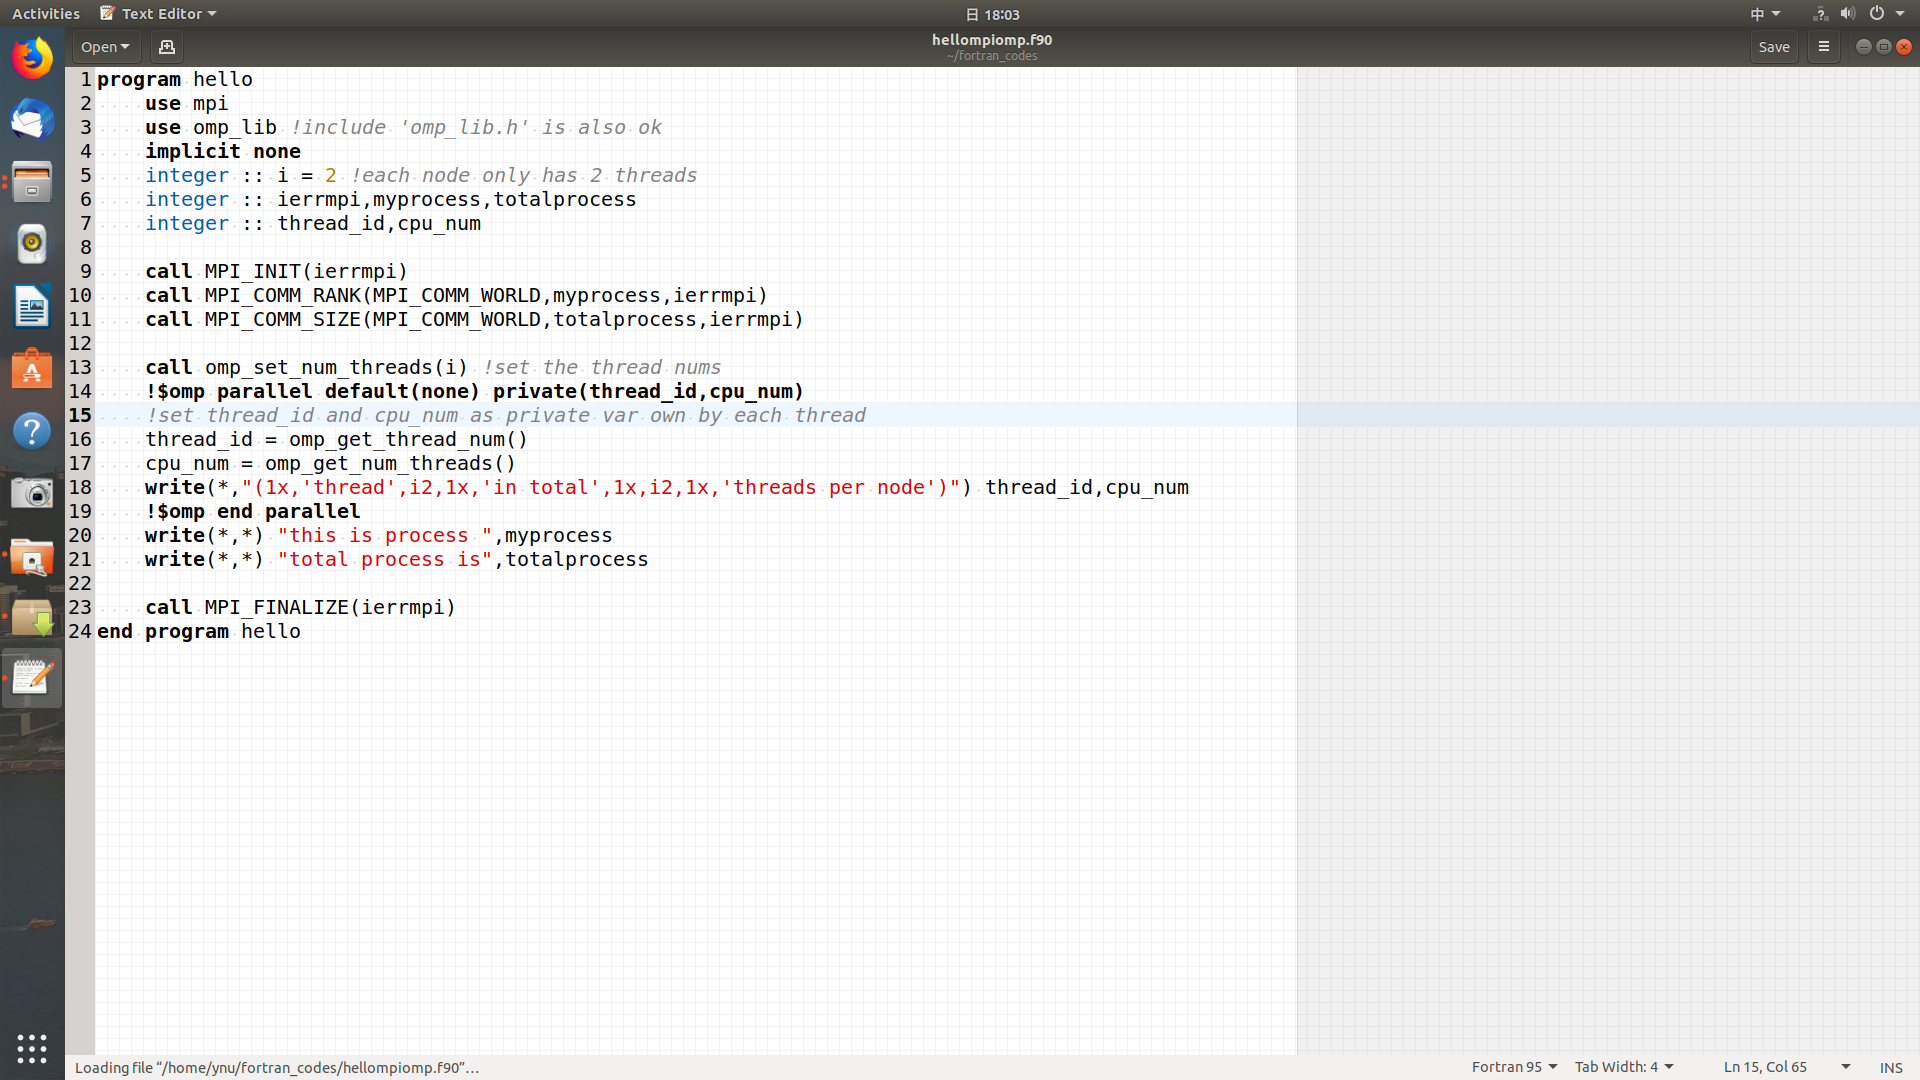 Activities Text Editor 日 18:03 中
Open hellompiomp.f90 Save
~/fortran_codes
1 program hello
2 use mpi
3 use omp_lib !include 'omp_lib.h' is also ok
4 implicit none
5 integer :: i = 2 !each node only has 2 threads
6 integer :: ierrmpi,myprocess,totalprocess
7 integer :: thread_id,cpu_num
8
9 call MPI_INIT(ierrmpi)
10 call MPI_COMM_RANK(MPI_COMM_WORLD,myprocess,ierrmpi)
11 call MPI_COMM_SIZE(MPI_COMM_WORLD,totalprocess,ierrmpi)
12
13 call omp_set_num_threads(i) !set the thread nums
14 !$omp parallel default(none) private(thread_id,cpu_num)
15 !set thread_id and cpu_num as private var own by each thread
16 thread_id = omp_get_thread_num()
17 cpu_num = omp_get_num_threads()
18 write(*,"(1x,'thread',i2,1x,'in total',1x,i2,1x,'threads per node')") thread_id,cpu_num
19 !$omp end parallel
20 write(*,*) "this is process ",myprocess
21 write(*,*) "total process is",totalprocess
22
23 call MPI_FINALIZE(ierrmpi)
24 end program hello
Loading file “/home/ynu/fortran_codes/hellompiomp.f90”… Fortran 95 Tab Width: 4 Ln 15, Col 65 INS